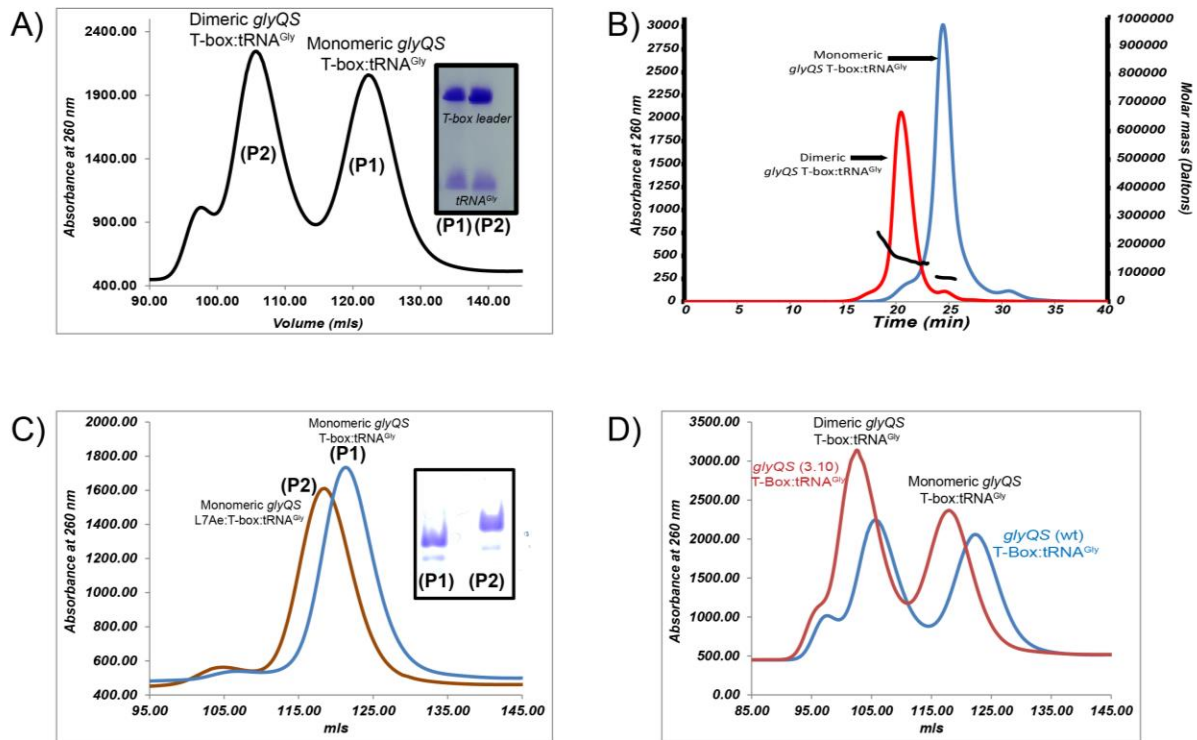 A)
Dimeric glyQS
T-box:tRNAGly
Monomeric glyQS
T-box:tRNAGly
2400.00
1900.00
1400.00
900.00
400.00
Absorbance at 260 nm
(P2)
(P1)
T-box leader
tRNAGly
(P1) (P2)
90.00 100.00 110.00 120.00 130.00 140.00
Volume (mls)
B)
3000
2750
2500
2250
2000
1750
1500
1250
1000
750
500
250
0
Absorbance at 260 nm
Monomeric
glyQS T-box:tRNAGly
Dimeric
glyQS T-box:tRNAGly
1000000
900000
800000
700000
600000
500000
400000
300000
200000
100000
0
Molar mass (Daltons)
0 5 10 15 20 25 30 35 40
Time (min)
C)
2000.00
1800.00
1600.00
1400.00
1200.00
1000.00
800.00
600.00
400.00
Absorbance at 260 nm
Monomeric glyQS
T-box:tRNAGly
(P1)
(P2)
Monomeric glyQS
L7Ae:T-box:tRNAGly
(P1) (P2)
95.00 105.00 115.00 125.00 135.00 145.00
mls
D)
3500.00
3000.00
2500.00
2000.00
1500.00
1000.00
500.00
0.00
Absorbance at 260 nm
Dimeric glyQS
T-box:tRNAGly
glyQS (3.10)
T-Box:tRNAGly
Monomeric glyQS
T-box:tRNAGly
glyQS (wt)
T-Box:tRNAGly
85.00 95.00 105.00 115.00 125.00 135.00 145.00
mls